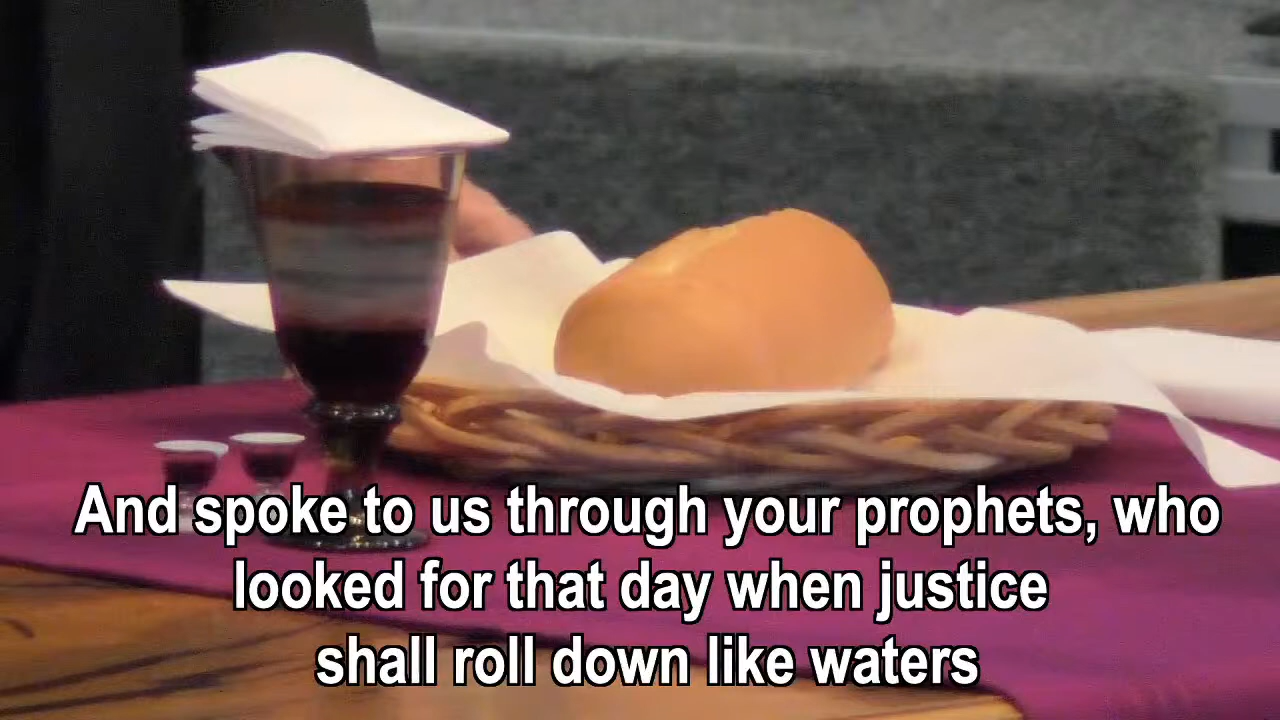 And spoke to us through your prophets, who
looked for that day when justice
shall roll down like waters